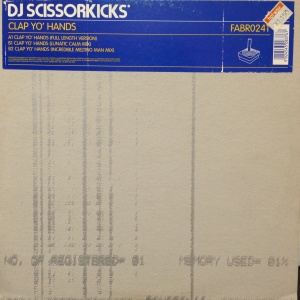 DJ SCISSORKICKS
CLAP YO' HANDS
FABR024T
A1 CLAP YO' HANDS (FULL LENGTH VERSION)
B1 CLAP YO' HANDS (LUNATIC CALM MIX)
B2 CLAP YO' HANDS (INCREDIBLE MELTING MAN MIX)
NO. OF REGISTERED= 01
MEMORY USED= 01%